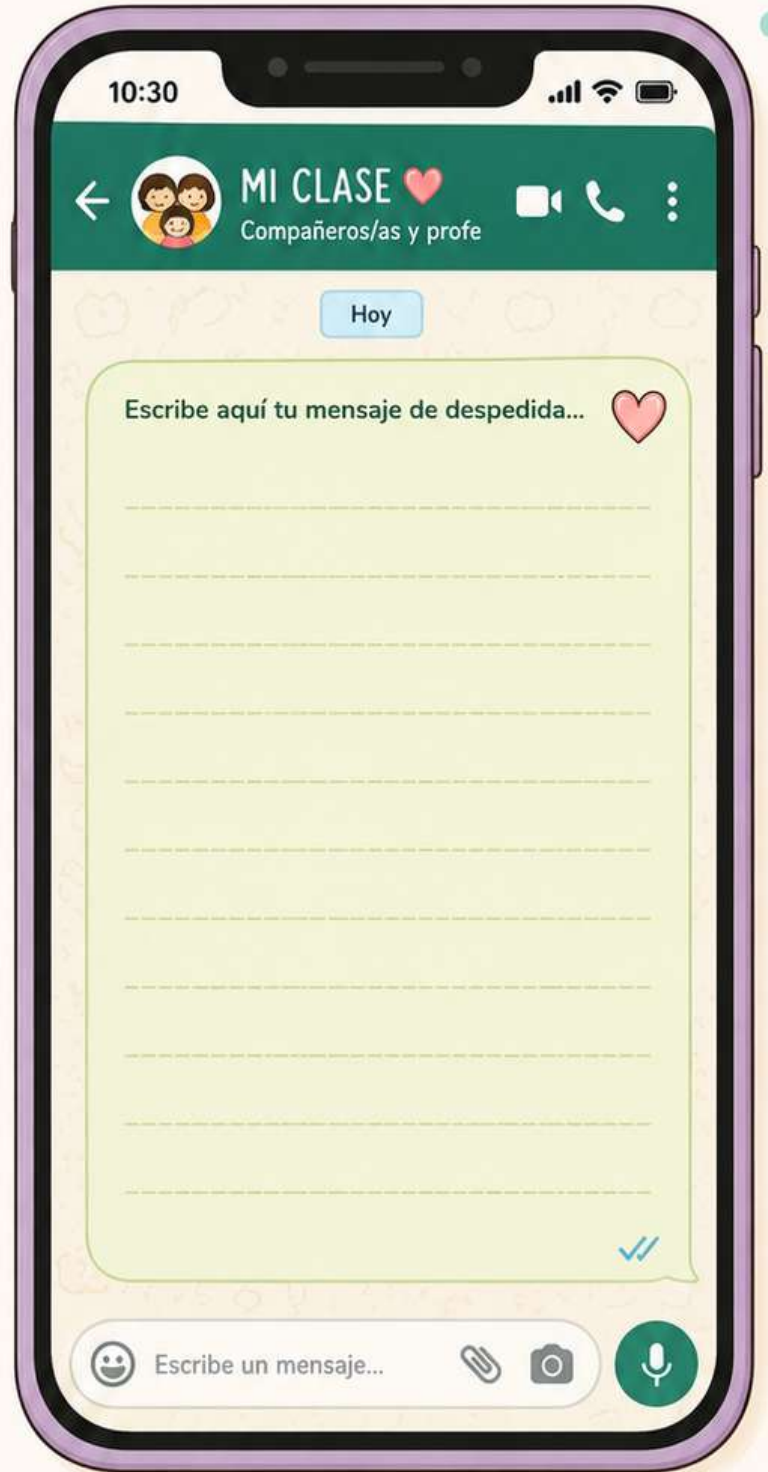 10:30
MI CLASE
Compañeros/as y profe
Hoy
Escribe aquí tu mensaje de despedida...
Escribe un mensaje...